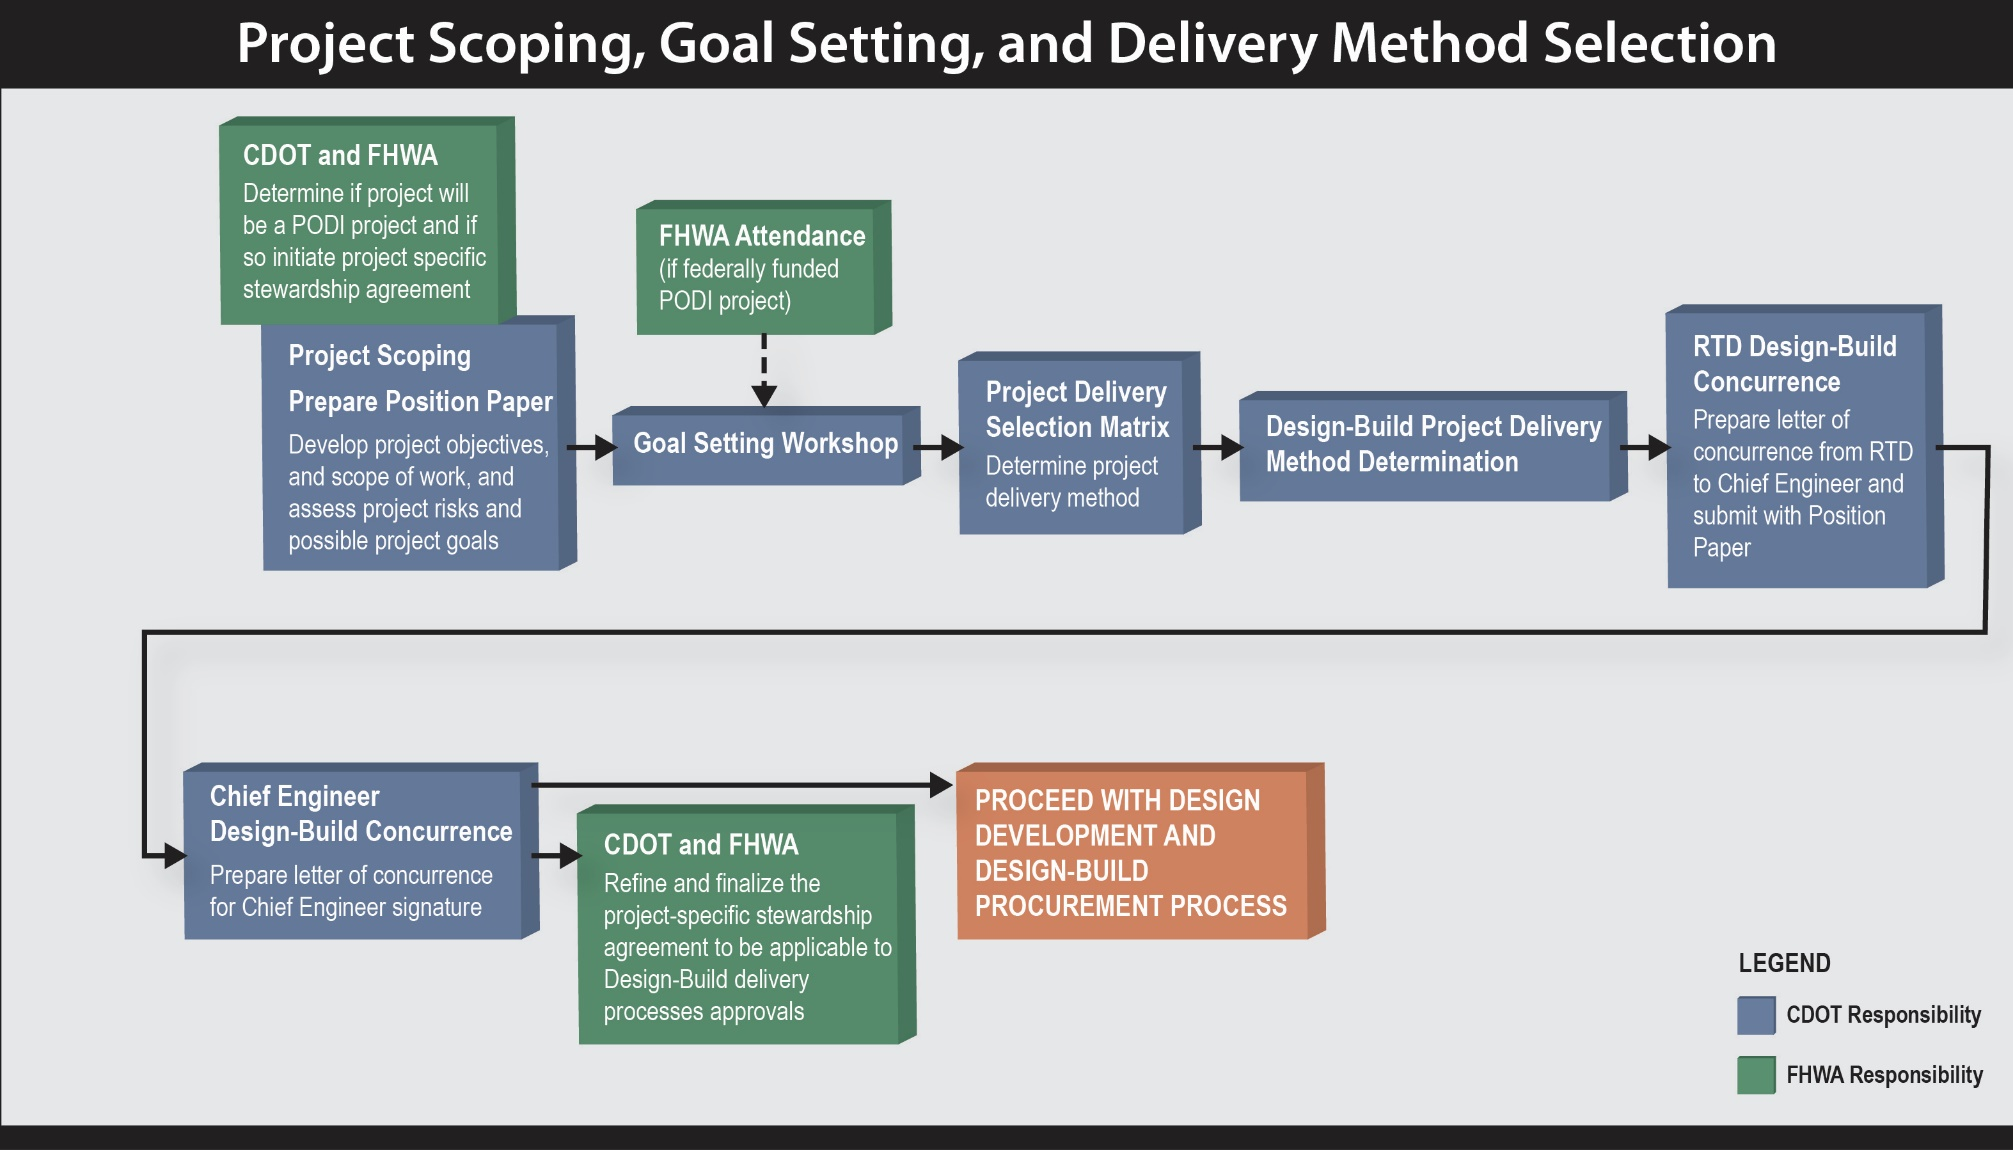 Project Scoping, Goal Setting, and Delivery Method Selection
CDOT and FHWA
Determine if project will
be a PODI project and if
so initiate project specific
stewardship agreement
Project Scoping
Prepare Position Paper
Develop project objectives,
and scope of work, and
assess project risks and
possible project goals
FHWA Attendance
(if federally funded
PODI project)
Goal Setting Workshop
Project Delivery
Selection Matrix
Determine project
delivery method
Design-Build Project Delivery
Method Determination
RTD Design-Build
Concurrence
Prepare letter of
concurrence from RTD
to Chief Engineer and
submit with Position
Paper
Chief Engineer
Design-Build Concurrence
Prepare letter of concurrence
for Chief Engineer signature
CDOT and FHWA
Refine and finalize the
project-specific stewardship
agreement to be applicable to
Design-Build delivery
processes approvals
PROCEED WITH DESIGN
DEVELOPMENT AND
DESIGN-BUILD
PROCUREMENT PROCESS
LEGEND
CDOT Responsibility
FHWA Responsibility